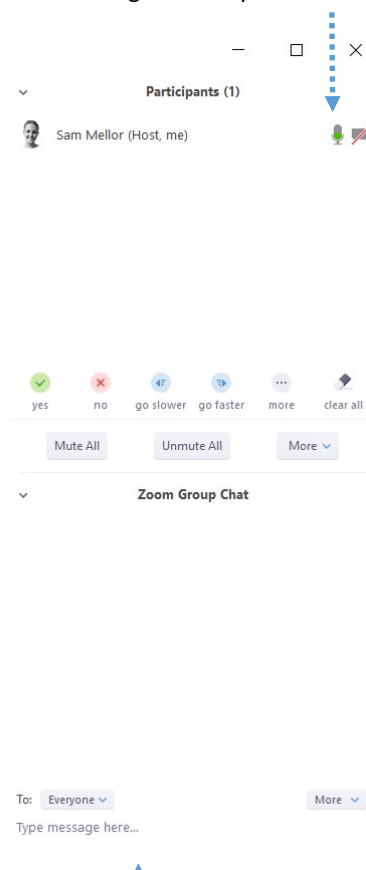 Participants (1)
Sam Mellor (Host, me)
yes no go slower go faster more clear all
Mute All Unmute All More
Zoom Group Chat
To: Everyone More
Type message here...